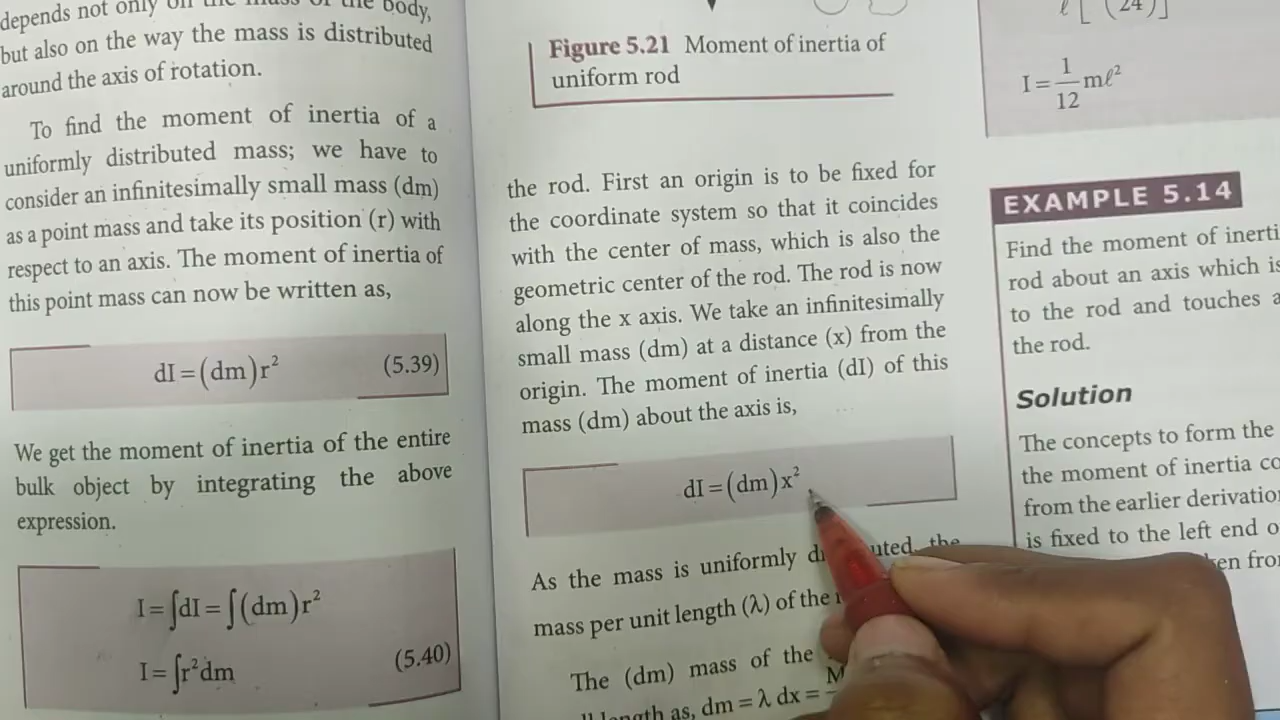 depends not only on the mass of the body,
but also on the way the mass is distributed
around the axis of rotation.
To find the moment of inertia of a
uniformly distributed mass; we have to
consider an infinitesimally small mass (dm)
as a point mass and take its position (r) with
respect to an axis. The moment of inertia of
this point mass can now be written as,
dI=(dm)r² (5.39)
We get the moment of inertia of the entire
bulk object by integrating the above
expression.
I=∫dI=∫(dm)r²
I=∫r²dm (5.40)
Figure 5.21 Moment of inertia of
uniform rod
the rod. First an origin is to be fixed for
the coordinate system so that it coincides
with the center of mass, which is also the
geometric center of the rod. The rod is now
along the x axis. We take an infinitesimally
small mass (dm) at a distance (x) from the
origin. The moment of inertia (dI) of this
mass (dm) about the axis is,
dI=(dm)x²
As the mass is uniformly the
mass per unit length (λ) of the
The (dm) mass of the
length as, dm = λ dx = M
ℓ[(24)]
I=1/12 mℓ²
EXAMPLE 5.14
Find the moment of inerti
rod about an axis which is
to the rod and touches a
the rod.
Solution
The concepts to form the
the moment of inertia co
from the earlier derivatio
is fixed to the left end o
en fro